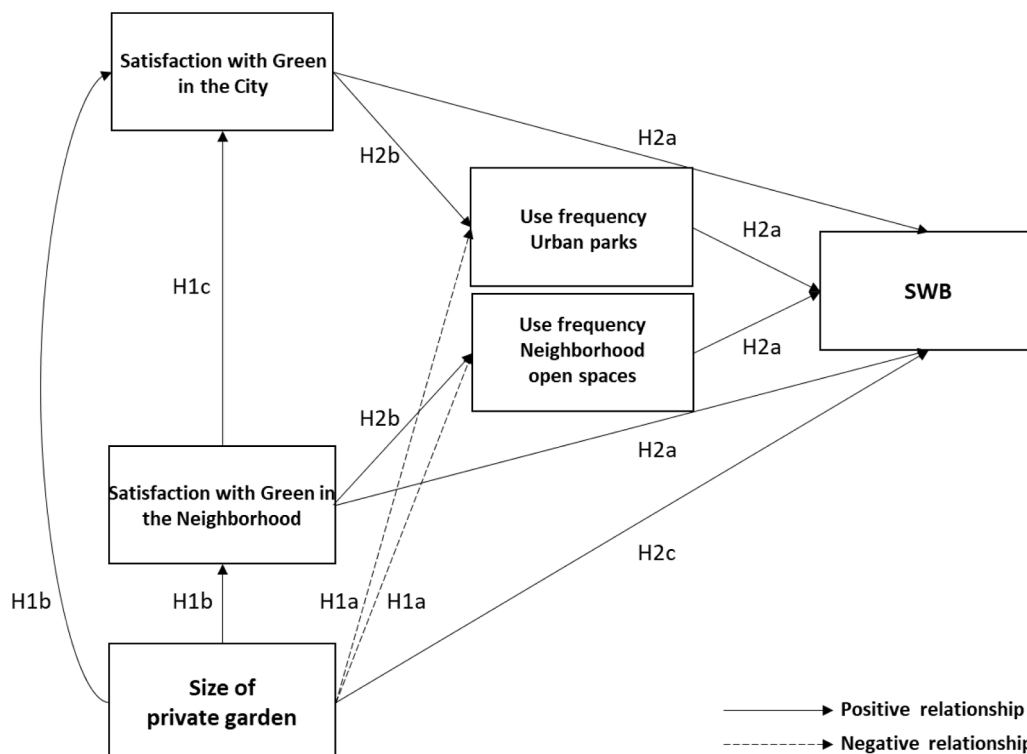 Satisfaction with Green
in the City
H2a
H2b
Use frequency
Urban parks
H2a
SWB
H1c
Use frequency
Neighborhood
open spaces
H2a
H2b
H2a
Satisfaction with Green in
the Neighborhood
H2c
H1b
H1b
H1a
H1a
Size of
private garden
Positive relationship
Negative relationship